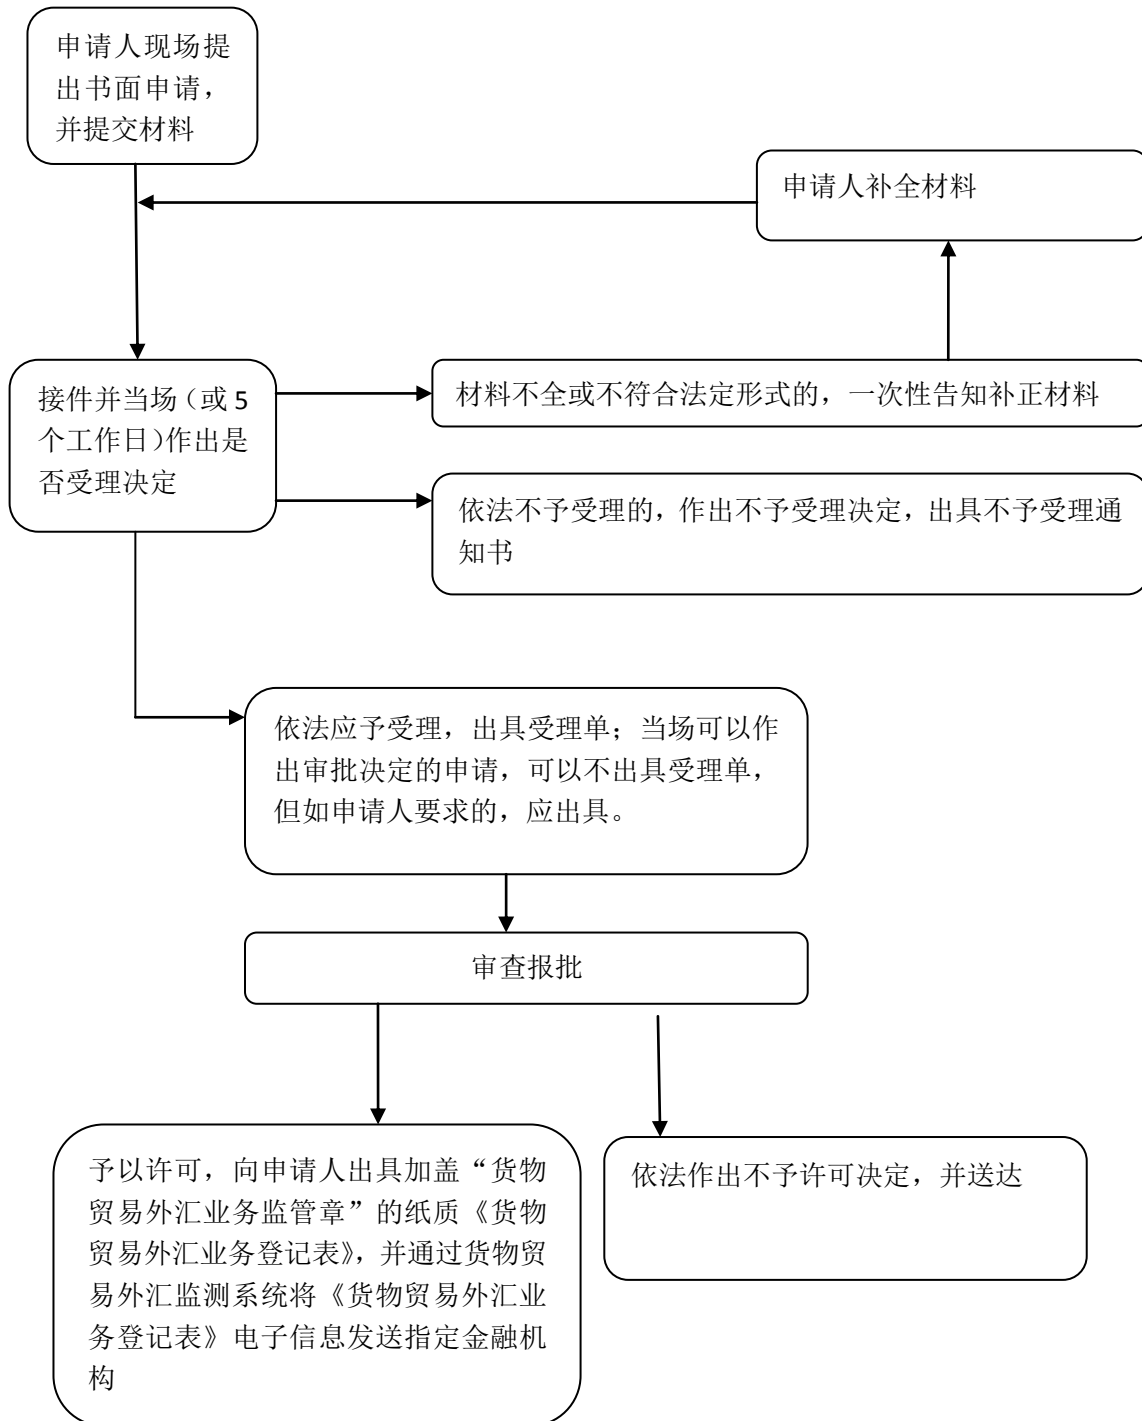 申请人现场提
出书面申请，
并提交材料
申请人补全材料
接件并当场（或 5
个工作日）作出是
否受理决定
材料不全或不符合法定形式的，一次性告知补正材料
依法不予受理的，作出不予受理决定，出具不予受理通
知书
依法应予受理，出具受理单；当场可以作
出审批决定的申请，可以不出具受理单，
但如申请人要求的，应出具。
审查报批
予以许可，向申请人出具加盖“货物
贸易外汇业务监管章”的纸质《货物
贸易外汇业务登记表》，并通过货物贸
易外汇监测系统将《货物贸易外汇业
务登记表》电子信息发送指定金融机
构
依法作出不予许可决定，并送达